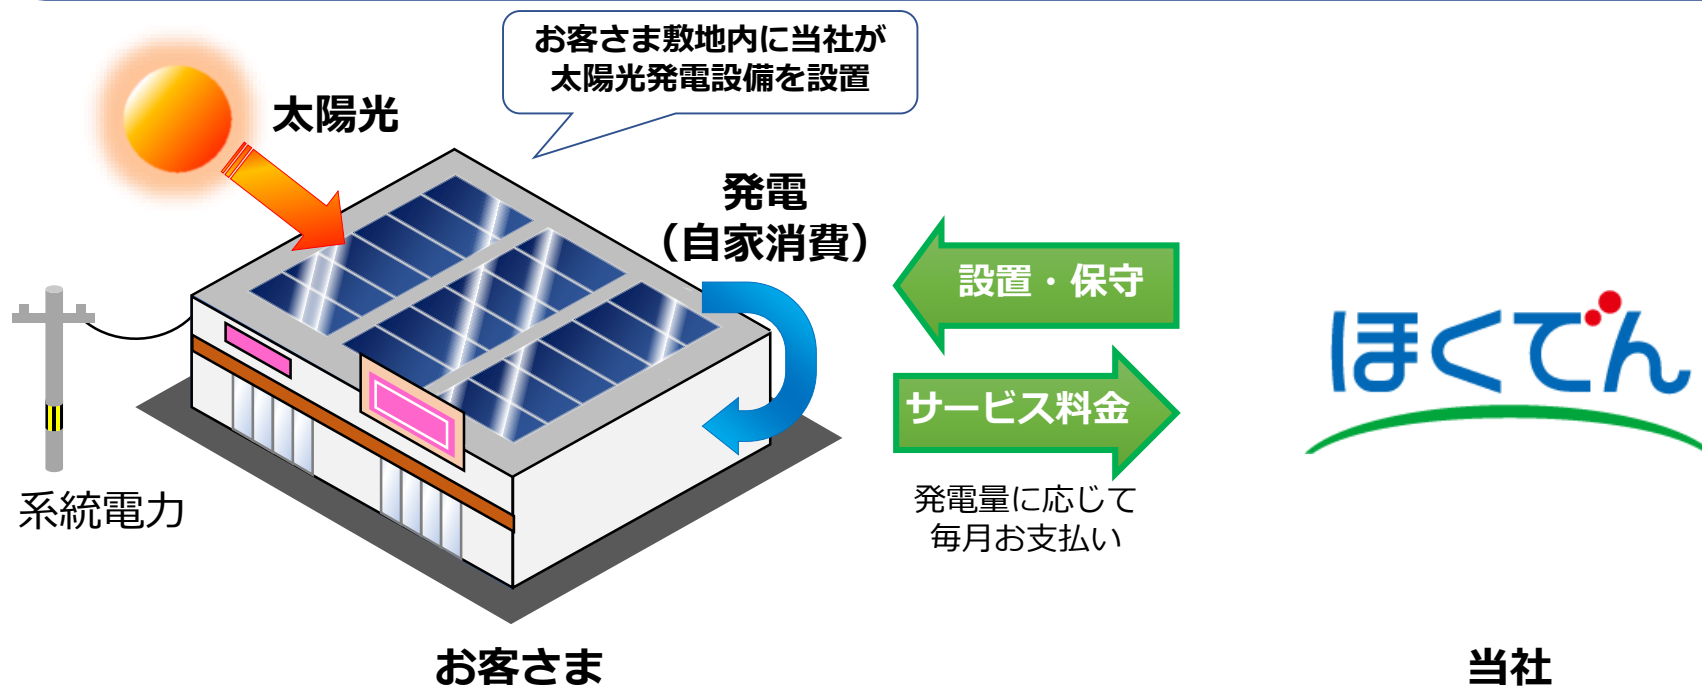 お客さま敷地内に当社が
太陽光発電設備を設置
太陽光
発電
（自家消費）
設置・保守
ほくでん
サービス料金
発電量に応じて
毎月お支払い
系統電力
お客さま
当社